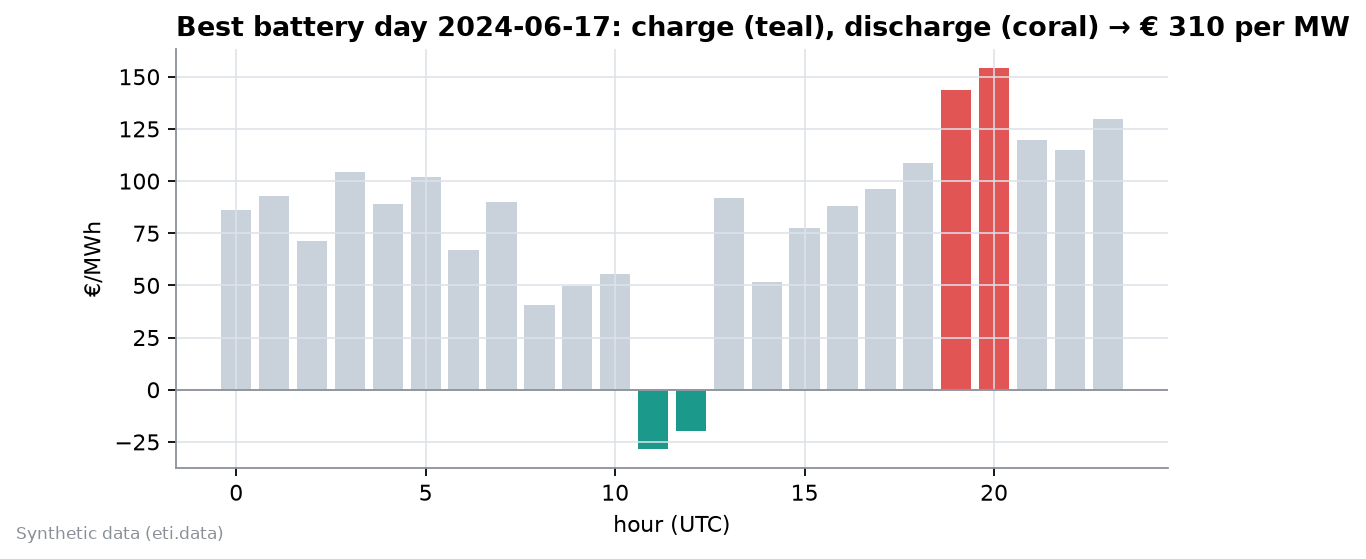 Best battery day 2024-06-17: charge (teal), discharge (coral) → € 310 per MW
150
125
100
75
50
25
0
−25
€/MWh
0 5 10 15 20
hour (UTC)
Synthetic data (eti.data)